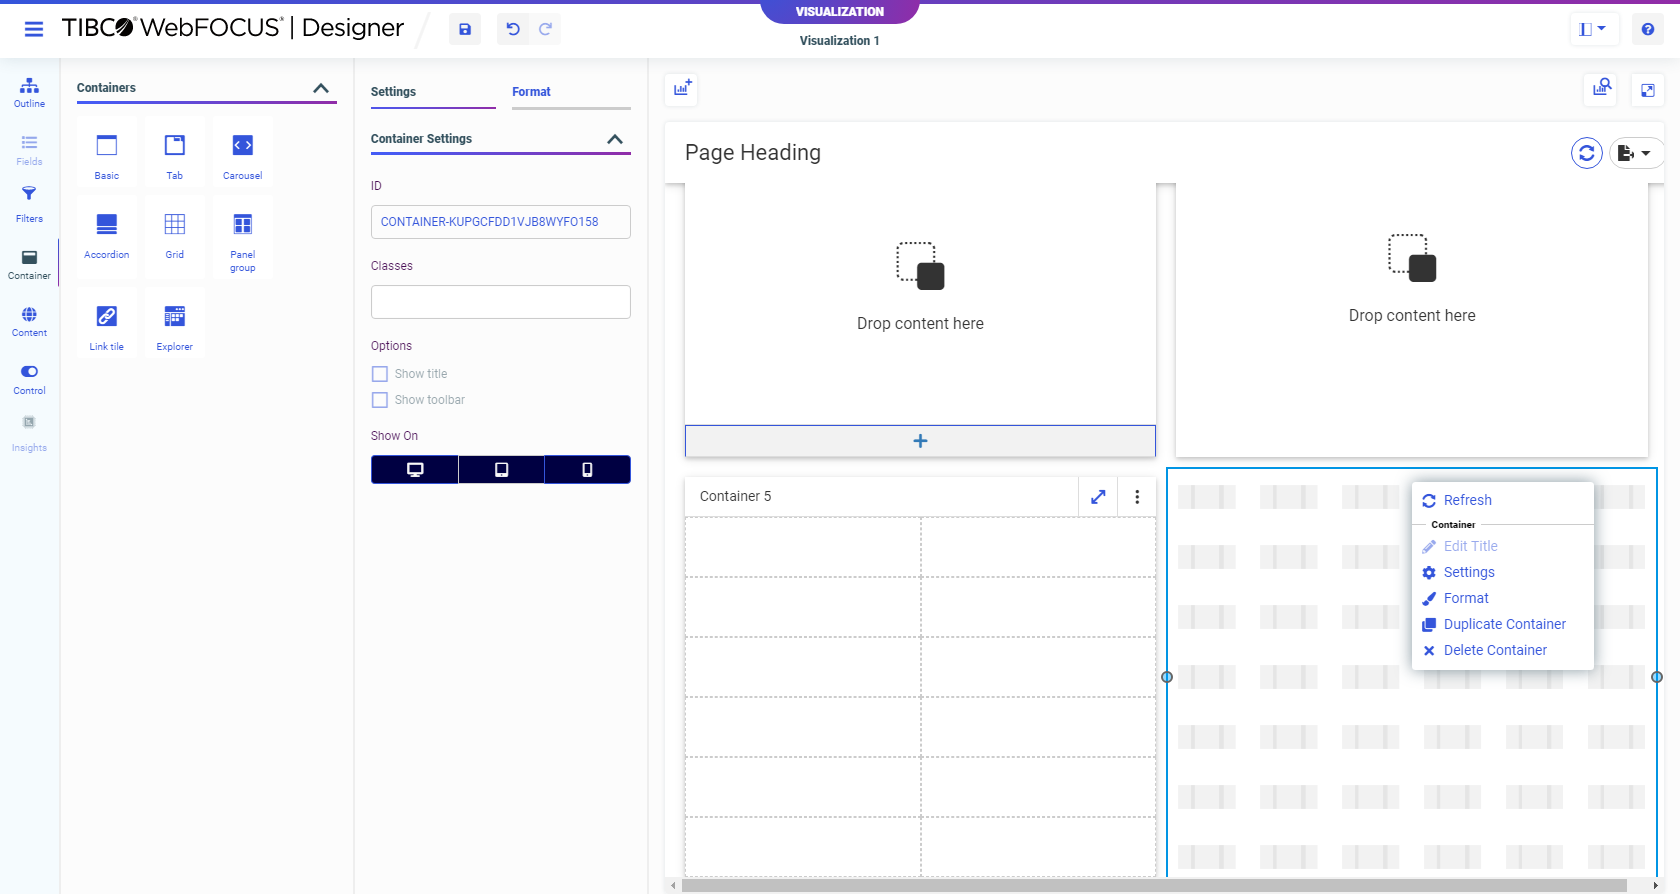 VISUALIZATION
TIBCO WebFOCUS | Designer
Visualization 1
Outline
Fields
Filters
Container
Content
Control
Insights
Containers
Basic
Tab
Carousel
Accordion
Grid
Panel
group
Link tile
Explorer
Settings
Format
Container Settings
ID
CONTAINER-KUPGCFDD1VJB8WYFO158
Classes
Options
Show title
Show toolbar
Show On
Page Heading
Drop content here
Drop content here
Container 5
Refresh
Container
Edit Title
Settings
Format
Duplicate Container
Delete Container